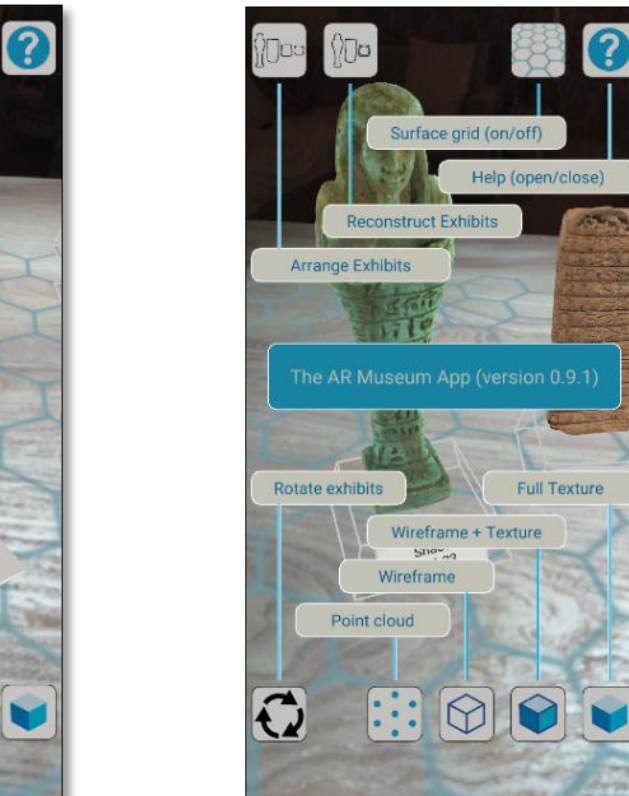 ?
?
Surface grid (on/off)
Help (open/close)
Reconstruct Exhibits
Arrange Exhibits
The AR Museum App (version 0.9.1)
Rotate exhibits
Full Texture
Wireframe + Texture
Wireframe
Point cloud